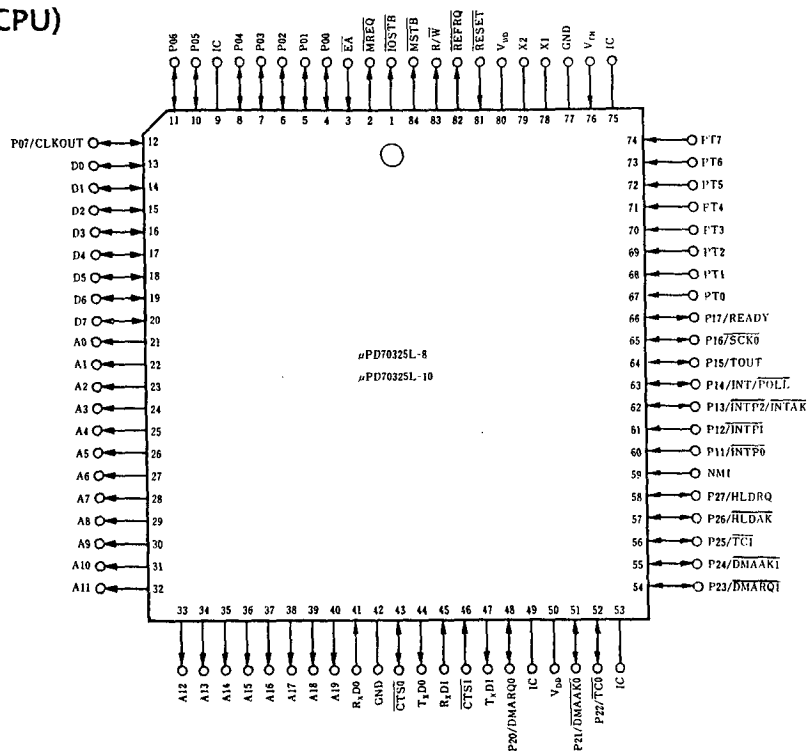 CPU)
P06 P05 IC P04 P03 P02 P01 P00 EA MREQ IOSTB MSTB R/W REFRQ RESET VDD X2 X1 GND VTH IC
11 10 9 8 7 6 5 4 3 2 1 84 83 82 81 80 79 78 77 76 75
P07/CLKOUT 12
D0 13
D1 14
D2 15
D3 16
D4 17
D5 18
D6 19
D7 20
A0 21
A1 22
A2 23
A3 24
A4 25
A5 26
A6 27
A7 28
A8 29
A9 30
A10 31
A11 32
μPD70325L-8
μPD70325L-10
74 PT7
73 PT6
72 PT5
71 PT4
70 PT3
69 PT2
68 PT1
67 PT0
66 P17/READY
65 P16/SCK0
64 P15/TOUT
63 P14/INT/POLL
62 P13/INTP2/INTAK
61 P12/INTP1
60 P11/INTP0
59 NMI
58 P27/HLDRQ
57 P26/HLDAK
56 P25/TC1
55 P24/DMAAK1
54 P23/DMARQ1
33 34 35 36 37 38 39 40 41 42 43 44 45 46 47 48 49 50 51 52 53
A12 A13 A14 A15 A16 A17 A18 A19 RxD0 GND CTS0 TxD0 RxD1 CTS1 TxD1 P20/DMARQ0 IC VDD P21/DMAAK0 P22/TC0 IC